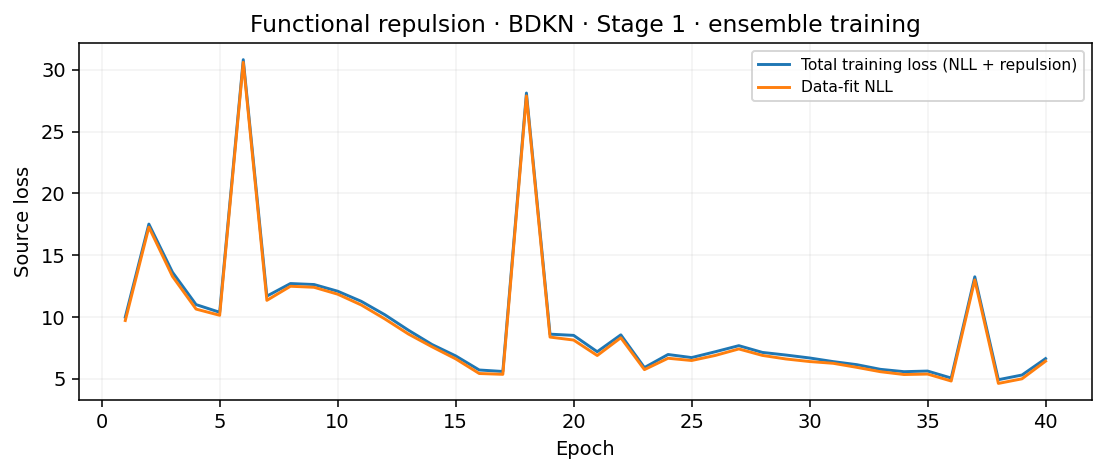 Functional repulsion · BDKN · Stage 1 · ensemble training
Total training loss (NLL + repulsion)
Data-fit NLL
Source loss
30
25
20
15
10
5
0 5 10 15 20 25 30 35 40
Epoch